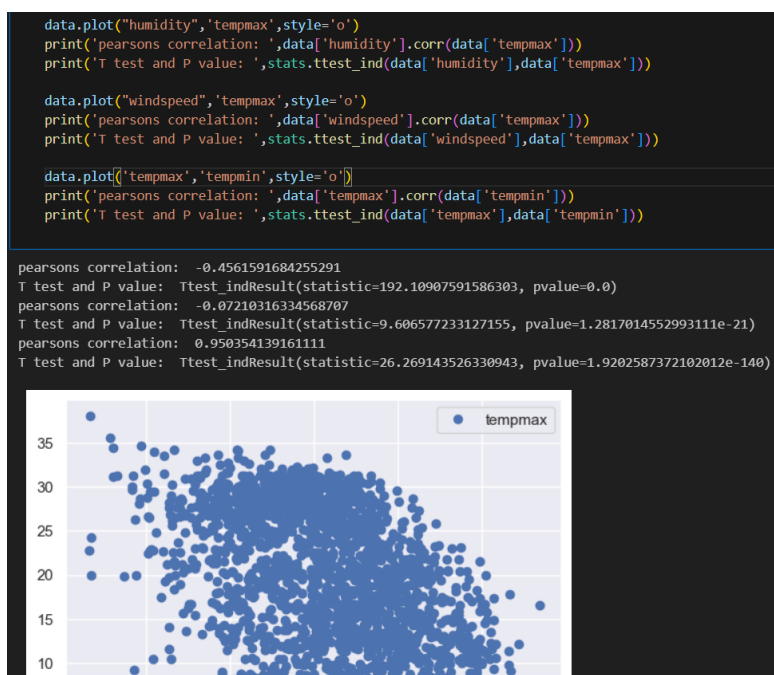 data.plot("humidity",'tempmax',style='o')
print('pearsons correlation: ',data['humidity'].corr(data['tempmax']))
print('T test and P value: ',stats.ttest_ind(data['humidity'],data['tempmax']))
data.plot("windspeed",'tempmax',style='o')
print('pearsons correlation: ',data['windspeed'].corr(data['tempmax']))
print('T test and P value: ',stats.ttest_ind(data['windspeed'],data['tempmax']))
data.plot('tempmax','tempmin',style='o')
print('pearsons correlation: ',data['tempmax'].corr(data['tempmin']))
print('T test and P value: ',stats.ttest_ind(data['tempmax'],data['tempmin']))
pearsons correlation:  -0.4561591684255291
T test and P value:  Ttest_indResult(statistic=192.10907591586303, pvalue=0.0)
pearsons correlation:  -0.07210316334568707
T test and P value:  Ttest_indResult(statistic=9.606577233127155, pvalue=1.2817014552993111e-21)
pearsons correlation:  0.950354139161111
T test and P value:  Ttest_indResult(statistic=26.269143526330943, pvalue=1.9202587372102012e-140)
tempmax
35
30
25
20
15
10